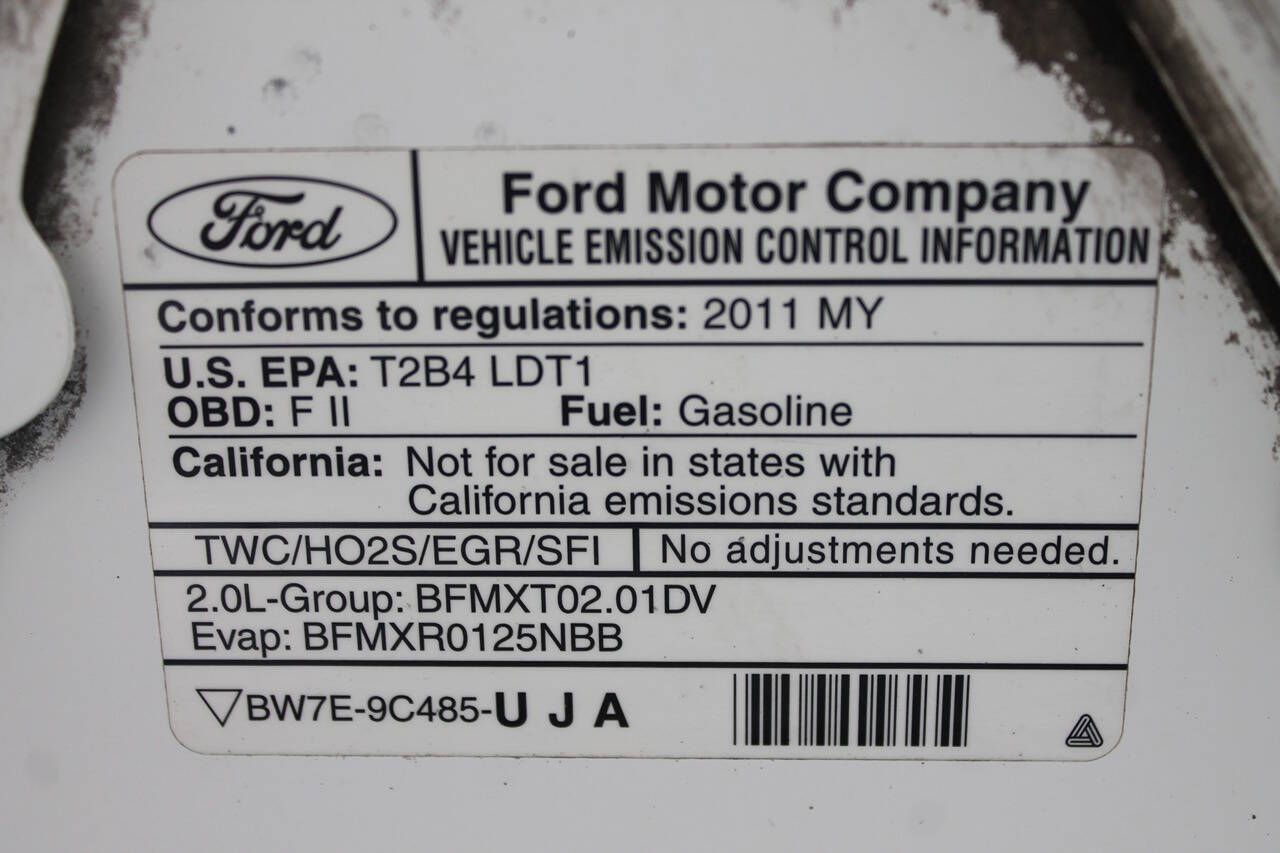 Ford
Ford Motor Company
VEHICLE EMISSION CONTROL INFORMATION
Conforms to regulations: 2011 MY
U.S. EPA: T2B4 LDT1
OBD: F II Fuel: Gasoline
California: Not for sale in states with
California emissions standards.
TWC/HO2S/EGR/SFI No adjustments needed.
2.0L-Group: BFMXT02.01DV
Evap: BFMXR0125NBB
BW7E-9C485-U J A